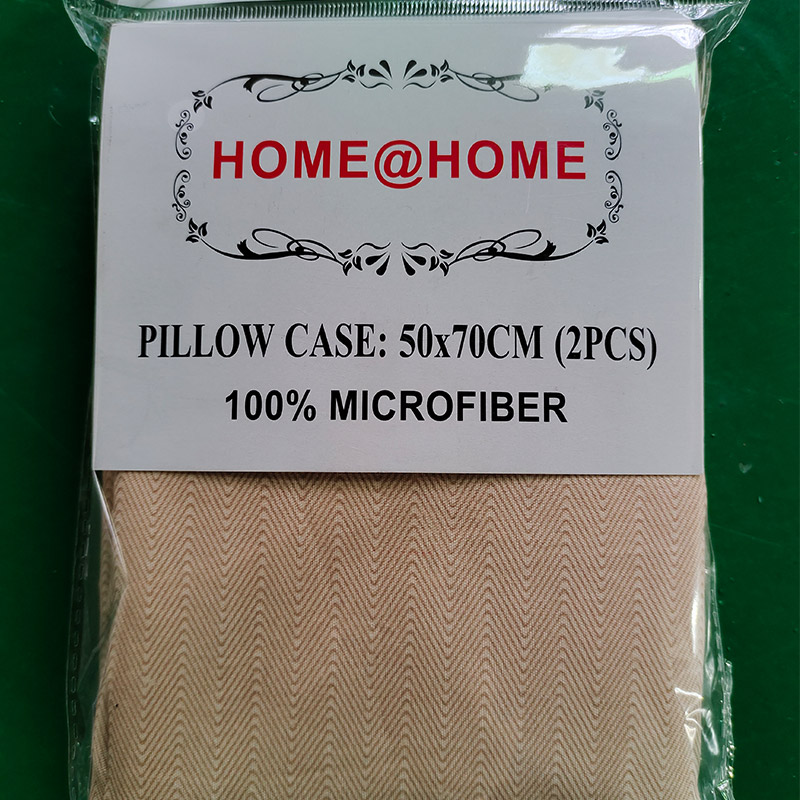 HOME@HOME
PILLOW CASE: 50x70CM (2PCS)
100% MICROFIBER